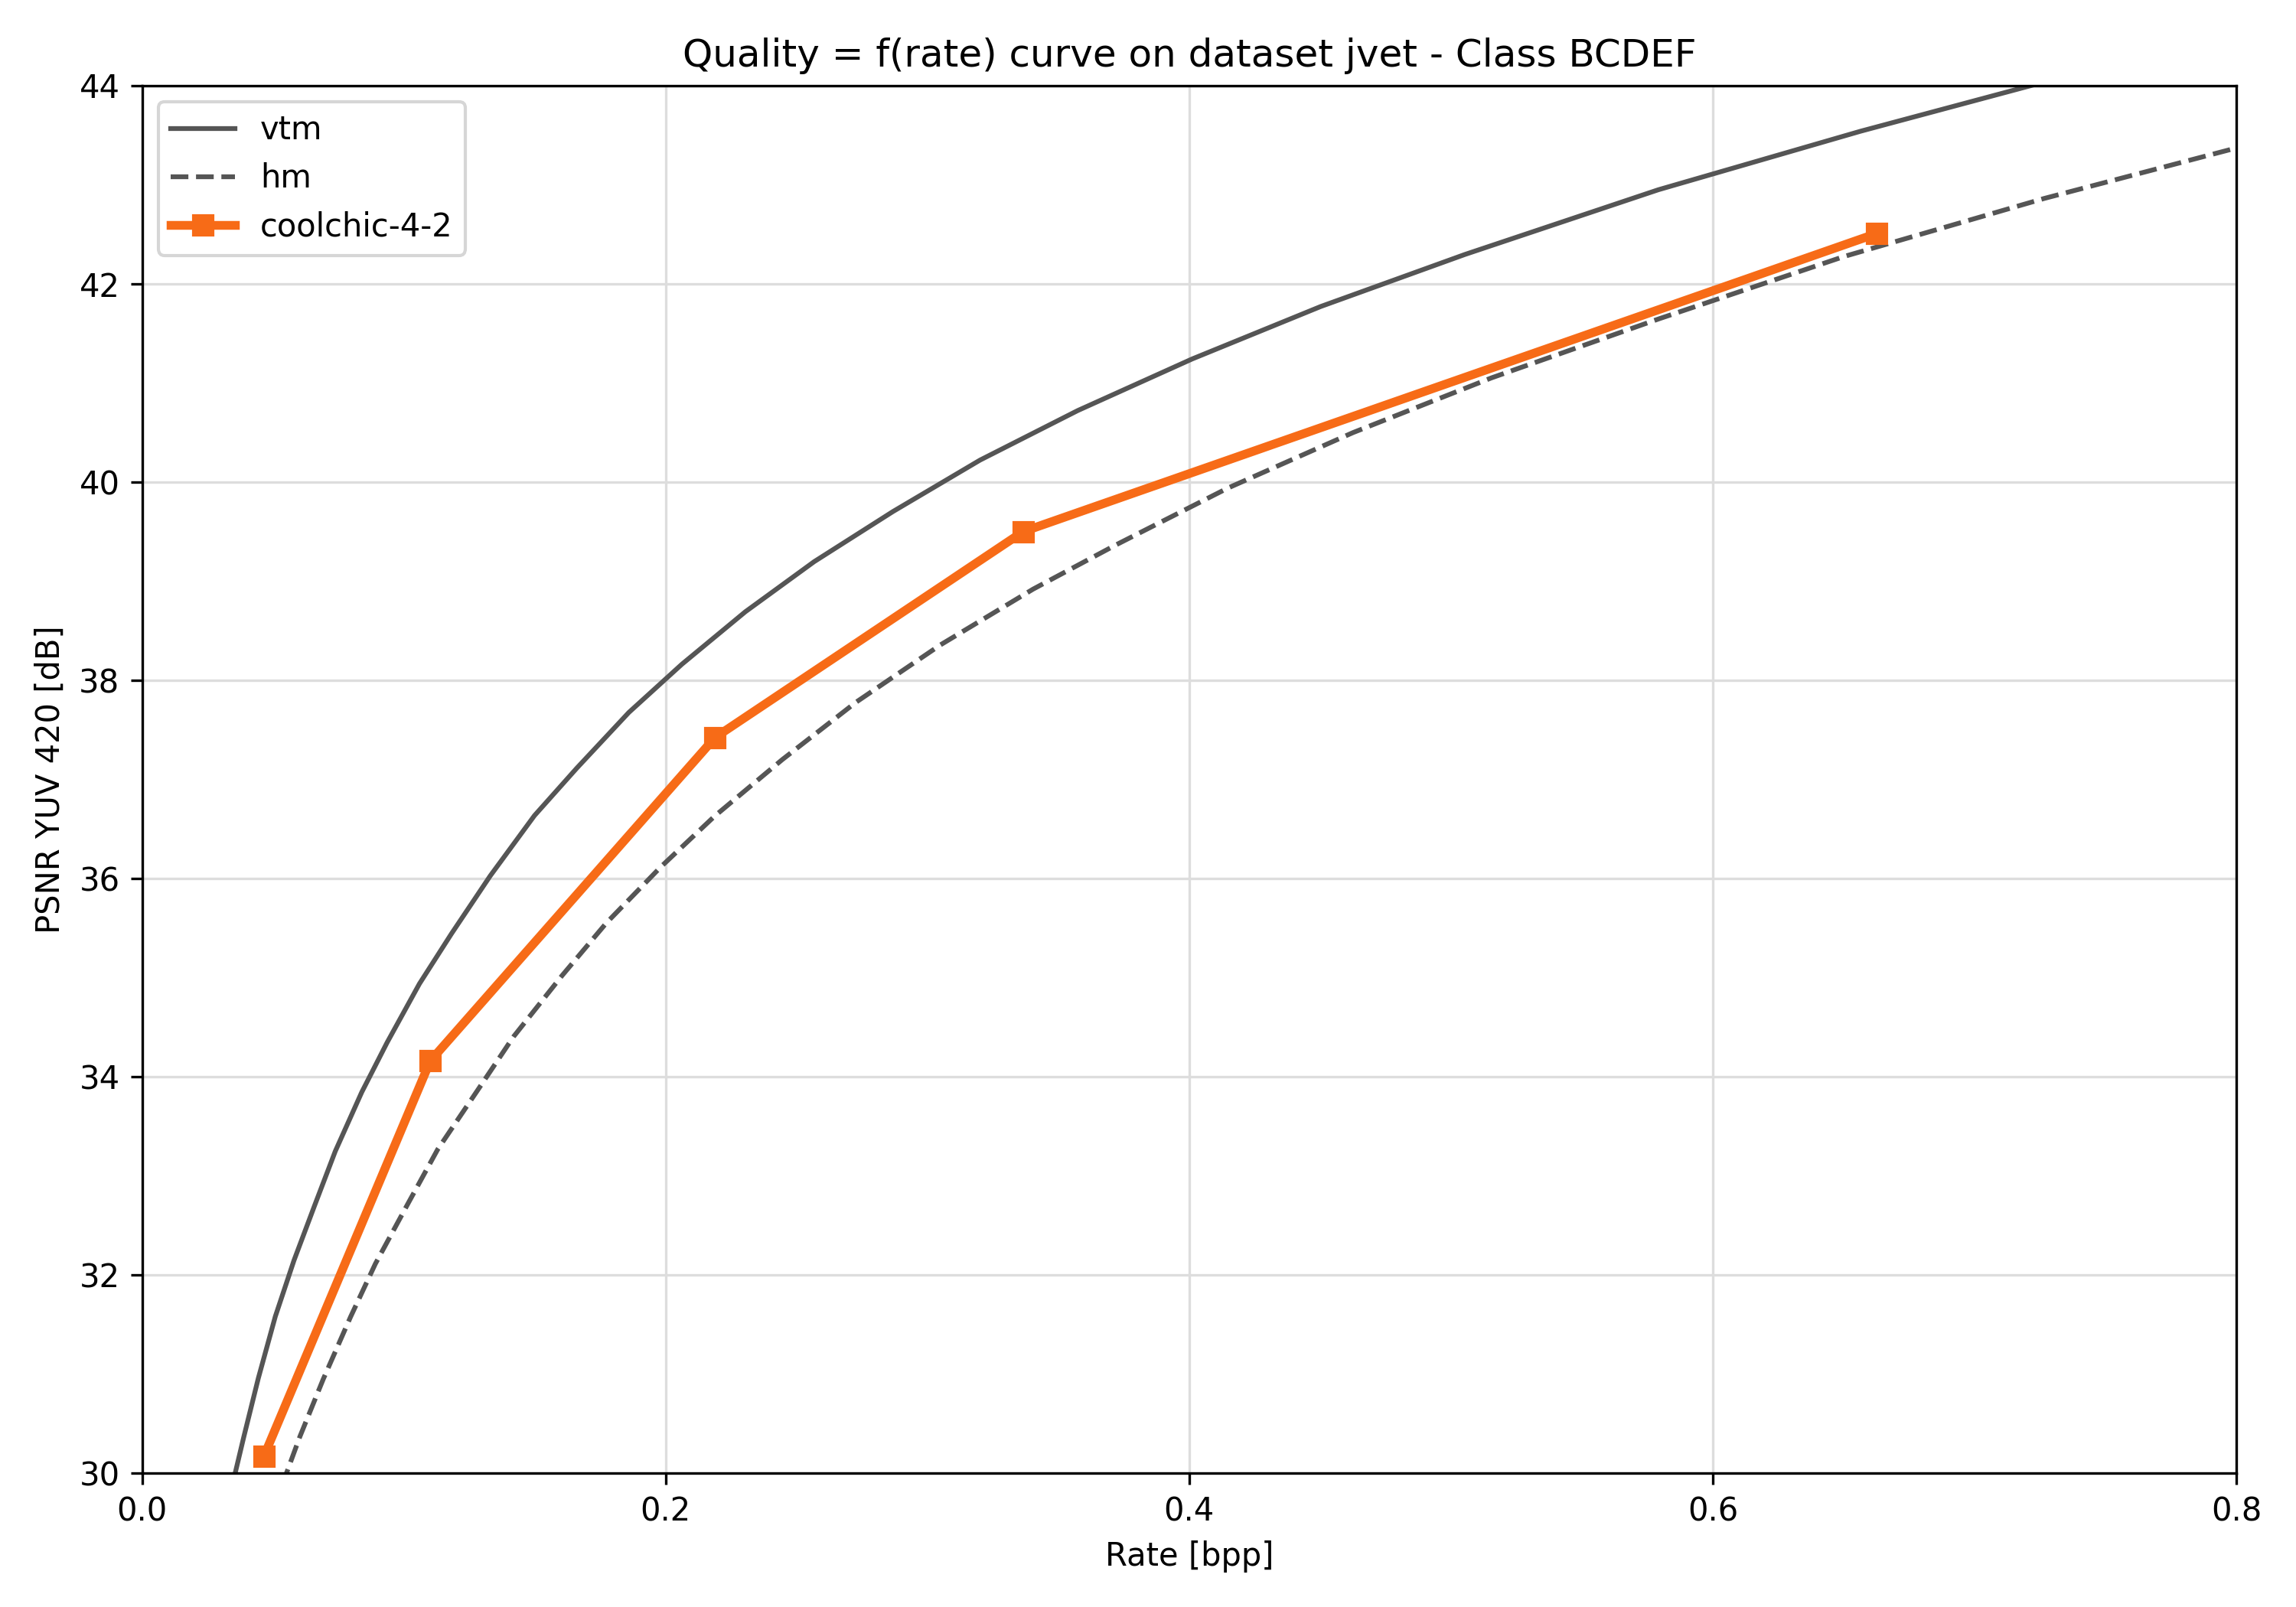 Quality = f(rate) curve on dataset jvet - Class BCDEF
vtm
hm
coolchic-4-2
PSNR YUV 420 [dB]
44
42
40
38
36
34
32
30
0.0 0.2 0.4 0.6 0.8
Rate [bpp]